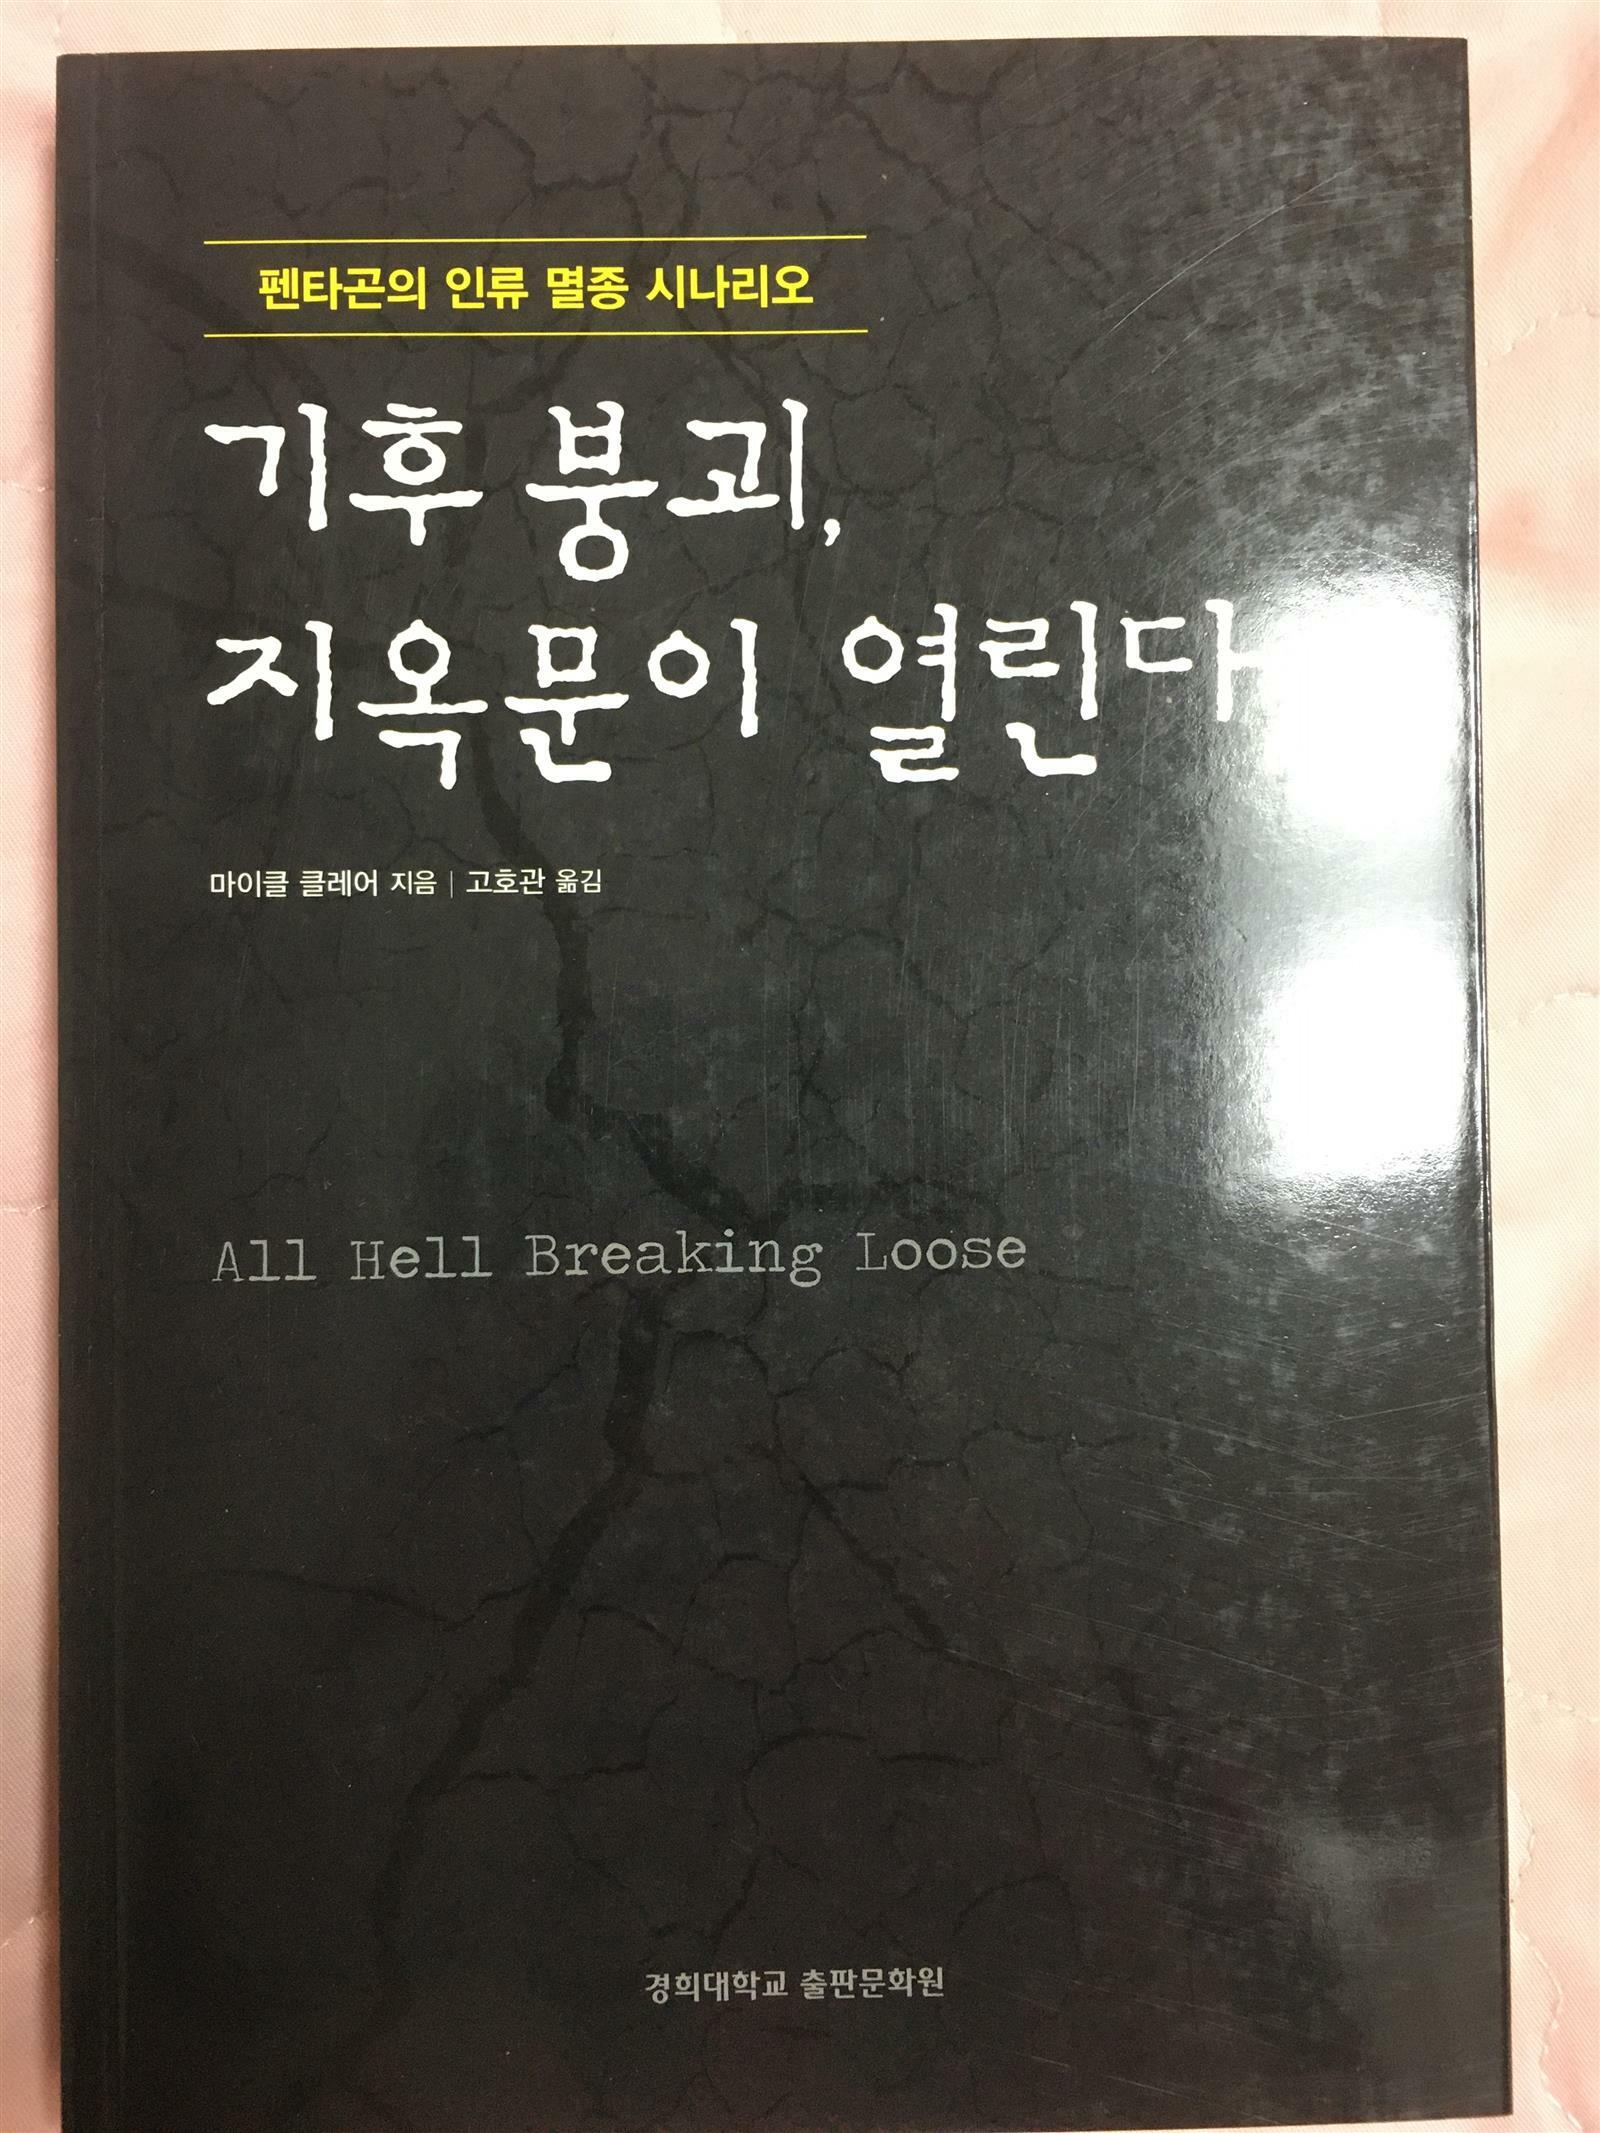 펜타곤의 인류 멸종 시나리오
기후 붕괴,
지옥문이 열린다
마이클 클레어 지음 | 고호관 옮김
All Hell Breaking Loose
경희대학교 출판문화원